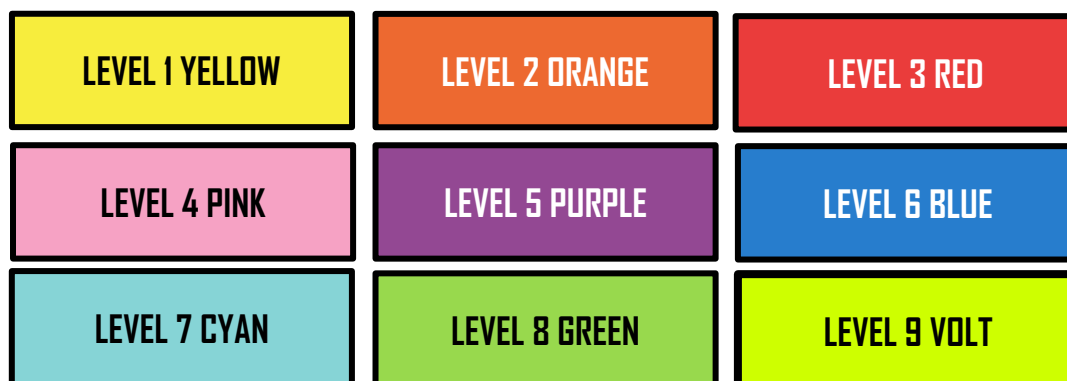 LEVEL 1 YELLOW
LEVEL 2 ORANGE
LEVEL 3 RED
LEVEL 4 PINK
LEVEL 5 PURPLE
LEVEL 6 BLUE
LEVEL 7 CYAN
LEVEL 8 GREEN
LEVEL 9 VOLT